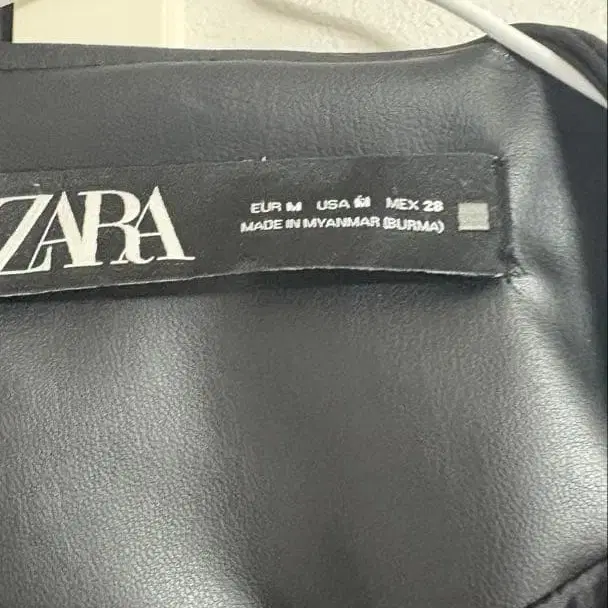 ZARA
EUR M USA M MEX 28
MADE IN MYANMAR (BURMA)